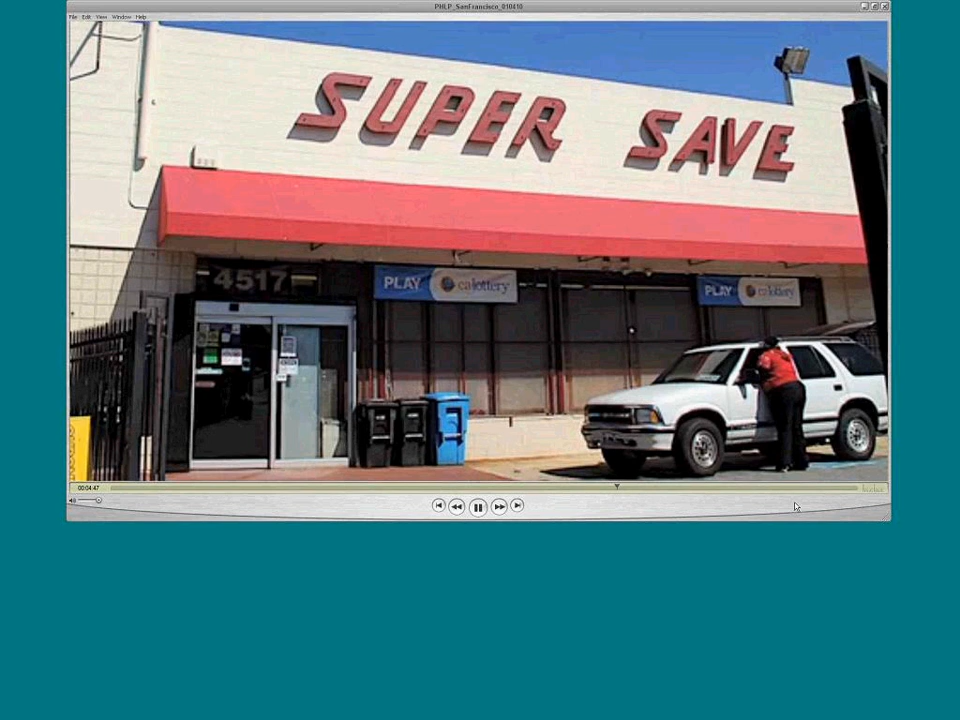 PHLP_SanFrancisco_010410
File Edit View Window Help
SUPER SAVE
4517
PLAY calottery
PLAY calottery
00:04:47